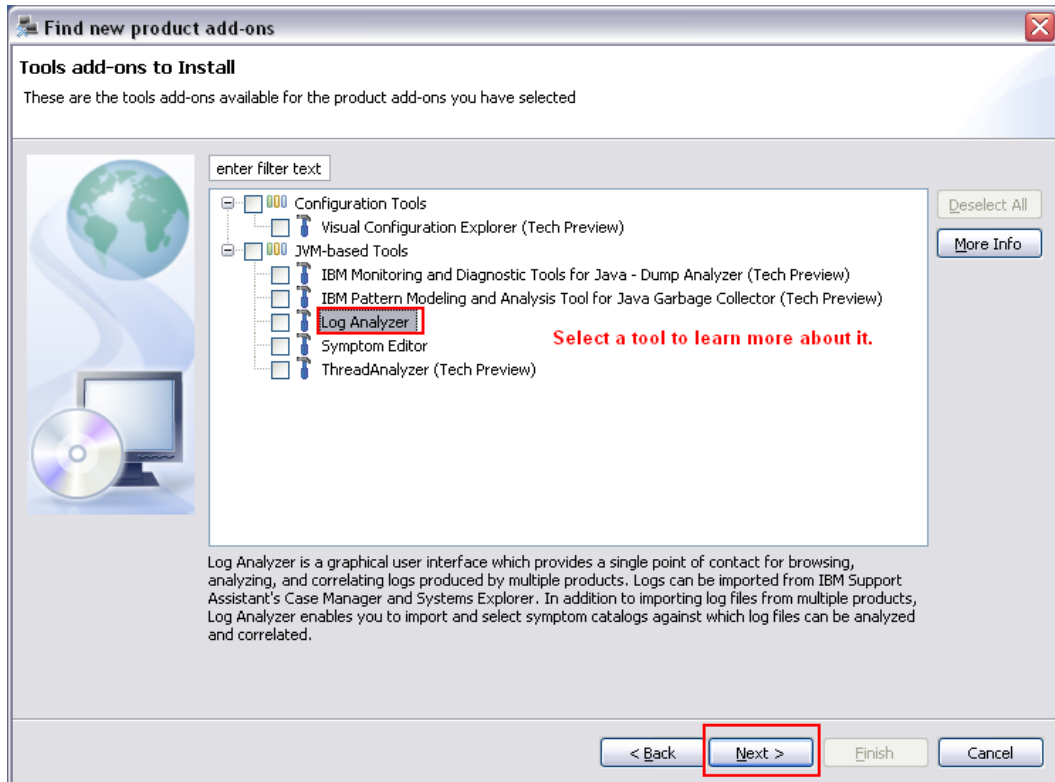 Find new product add-ons
Tools add-ons to Install
These are the tools add-ons available for the product add-ons you have selected
enter filter text
Configuration Tools
Visual Configuration Explorer (Tech Preview)
JVM-based Tools
IBM Monitoring and Diagnostic Tools for Java - Dump Analyzer (Tech Preview)
IBM Pattern Modeling and Analysis Tool for Java Garbage Collector (Tech Preview)
Log Analyzer
Select a tool to learn more about it.
Symptom Editor
ThreadAnalyzer (Tech Preview)
Deselect All
More Info
Log Analyzer is a graphical user interface which provides a single point of contact for browsing,
analyzing, and correlating logs produced by multiple products. Logs can be imported from IBM Support
Assistant's Case Manager and Systems Explorer. In addition to importing log files from multiple products,
Log Analyzer enables you to import and select symptom catalogs against which log files can be analyzed
and correlated.
< Back
Next >
Finish
Cancel